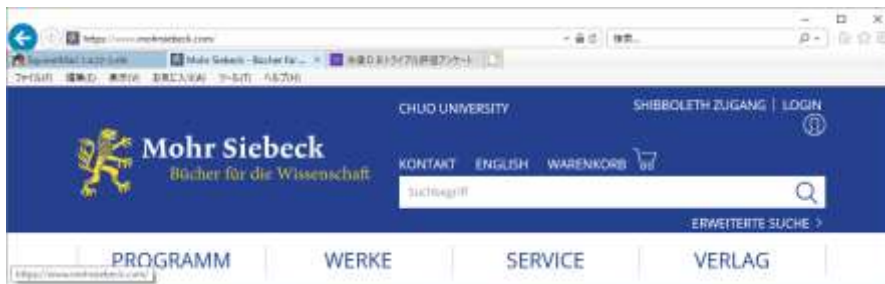 https://www.mohrsiebeck.com/
検索...
Mohr Siebeck - Bücher für ...
ファイル(F) 編集(E) 表示(V) お気に入り(A) ツール(T) ヘルプ(H)
CHUO UNIVERSITY
SHIBBOLETH ZUGANG | LOGIN
Mohr Siebeck
Bücher für die Wissenschaft
KONTAKT ENGLISH WARENKORB
Suchbegriff
ERWEITERTE SUCHE >
PROGRAMM WERKE SERVICE VERLAG
https://www.mohrsiebeck.com/